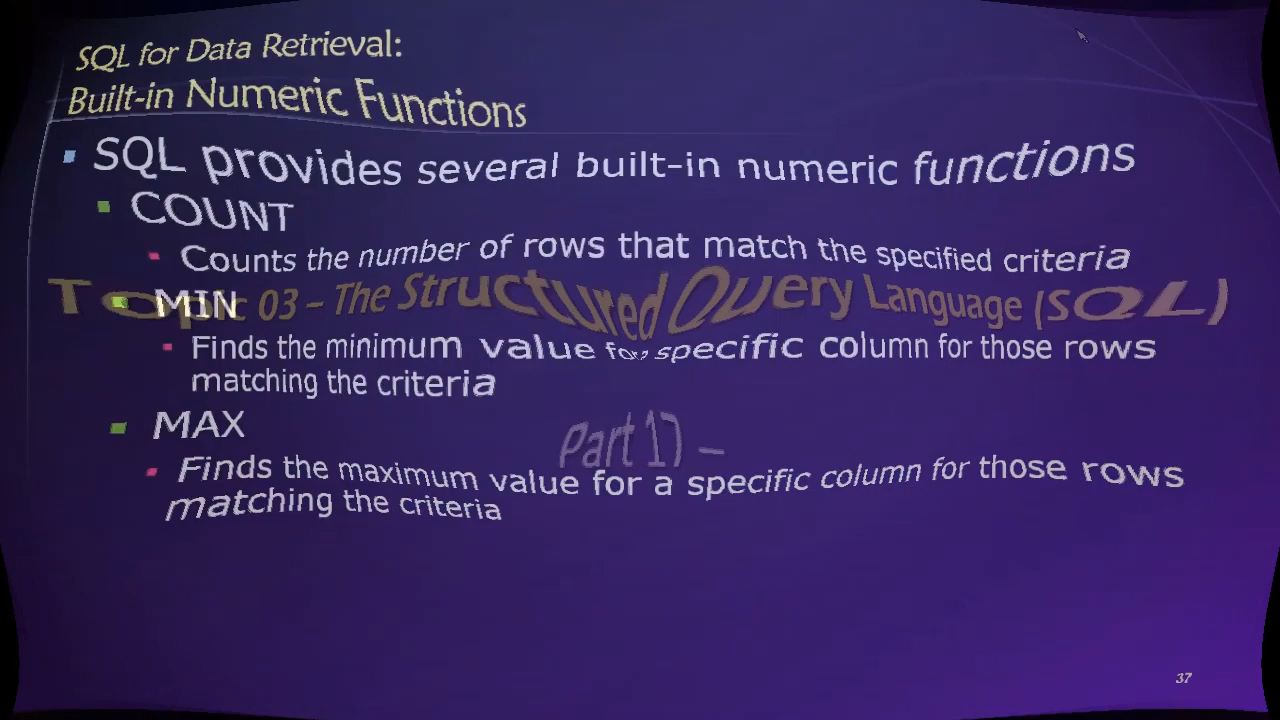 SQL for Data Retrieval:
Built-in Numeric Functions
SQL provides several built-in numeric functions
COUNT
Counts the number of rows that match the specified criteria
Topic 03 – The Structured Query Language (SQL)
MIN
Finds the minimum value for specific column for those rows
matching the criteria
MAX
Part 1) –
Finds the maximum value for a specific column for those rows
matching the criteria
37